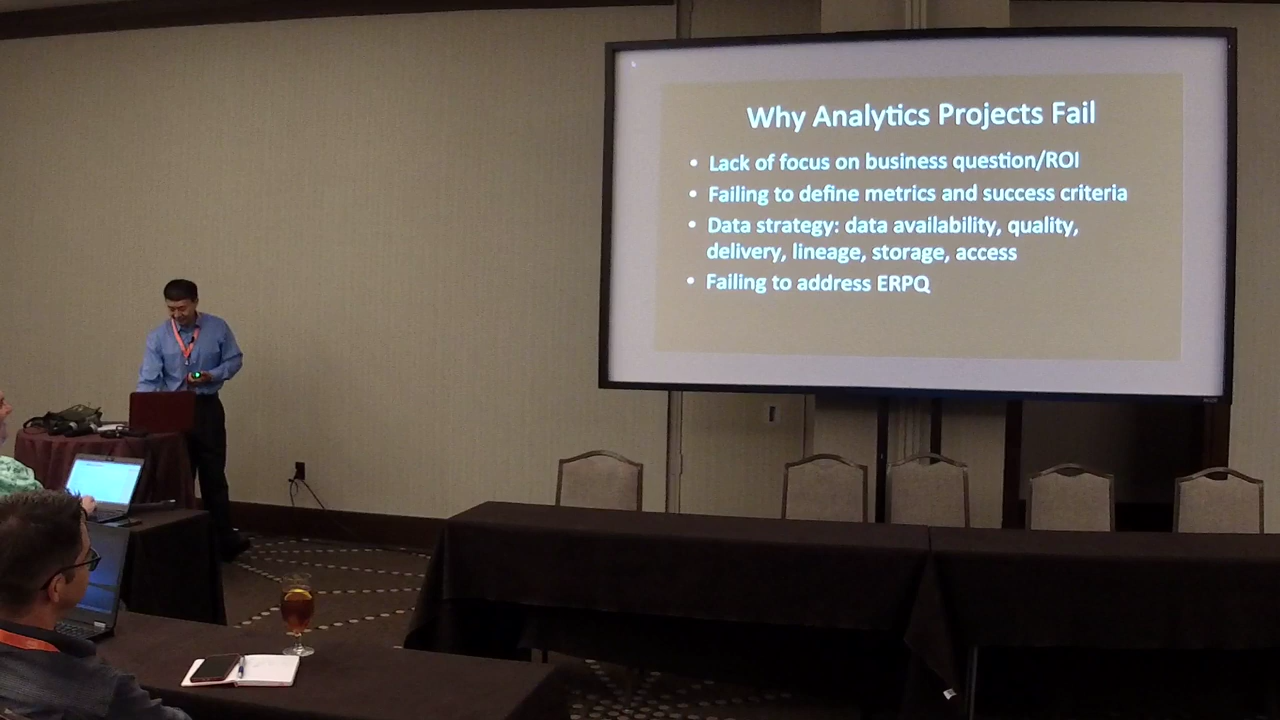 Why Analytics Projects Fail
• Lack of focus on business question/ROI
• Failing to define metrics and success criteria
• Data strategy: data availability, quality,
delivery, lineage, storage, access
• Failing to address ERPQ